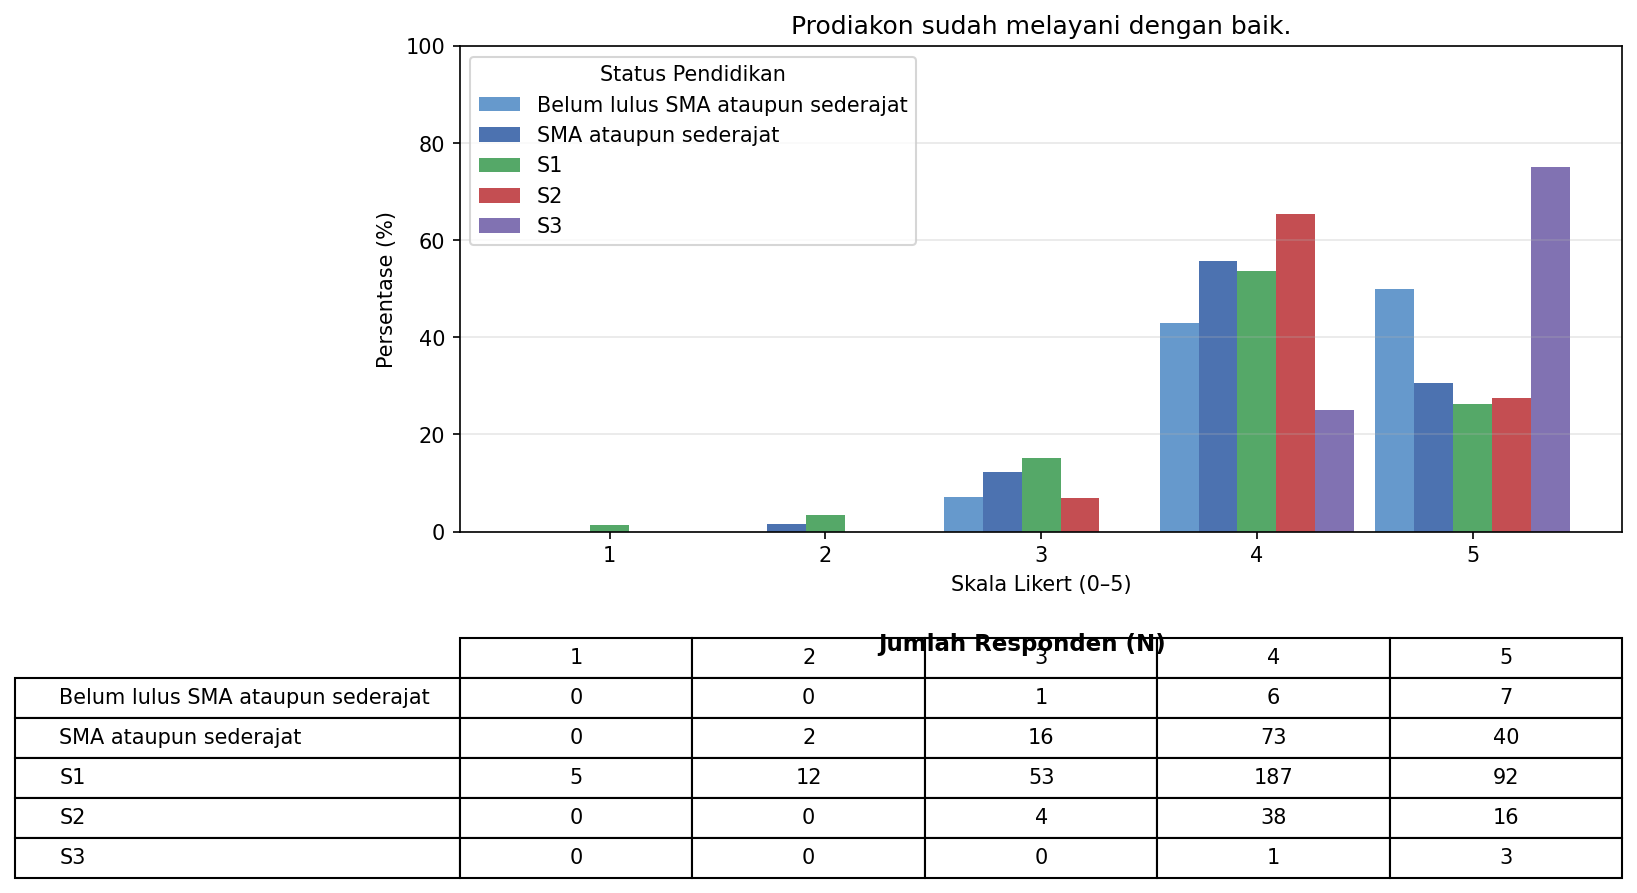 Prodiakon sudah melayani dengan baik.
100
80
60
40
20
0
Persentase (%)
Status Pendidikan
Belum lulus SMA ataupun sederajat
SMA ataupun sederajat
S1
S2
S3
1 2 3 4 5
Skala Likert (0–5)
Jumlah Responden (N)
1 2 3 4 5
Belum lulus SMA ataupun sederajat 0 0 1 6 7
SMA ataupun sederajat 0 2 16 73 40
S1 5 12 53 187 92
S2 0 0 4 38 16
S3 0 0 0 1 3